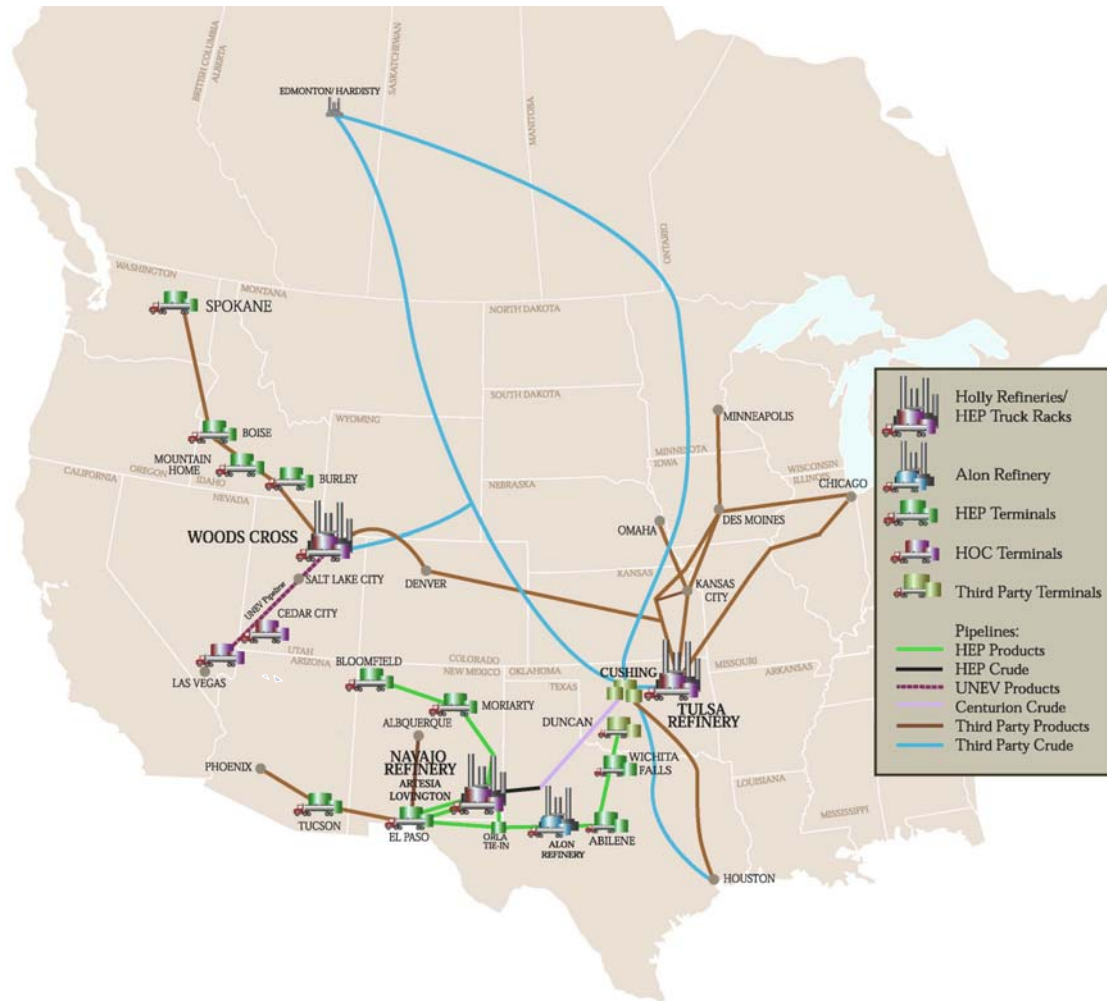 BRITISH COLUMBIA
ALBERTA
SASKATCHEWAN
MANITOBA
ONTARIO
EDMONTON/ HARDISTY
WASHINGTON
MONTANA
NORTH DAKOTA
SPOKANE
SOUTH DAKOTA
MINNEAPOLIS
WYOMING
BOISE
MOUNTAIN
HOME
BURLEY
CALIFORNIA
OREGON
IDAHO
NEVADA
MINNESOTA
IOWA
WISCONSIN
ILLINOIS
NEBRASKA
CHICAGO
DES MOINES
OMAHA
WOODS CROSS
SALT LAKE CITY
DENVER
KANSAS
KANSAS
CITY
UNEV Pipeline
CEDAR CITY
UTAH
ARIZONA
COLORADO
NEW MEXICO
OKLAHOMA
TEXAS
MISSOURI
ARKANSAS
LAS VEGAS
BLOOMFIELD
MORIARTY
CUSHING
TULSA
REFINERY
DUNCAN
ALBQUERQUE
WICHITA
FALLS
PHOENIX
NAVAJO
REFINERY
ARTESIA
LOVINGTON
LOUISIANA
MISSISSIPPI
TUCSON
EL PASO
ORLA
TIE-IN
ALON
REFINERY
ABILENE
HOUSTON
Holly Refineries/
HEP Truck Racks
Alon Refinery
HEP Terminals
HOC Terminals
Third Party Terminals
Pipelines:
HEP Products
HEP Crude
UNEV Products
Centurion Crude
Third Party Products
Third Party Crude